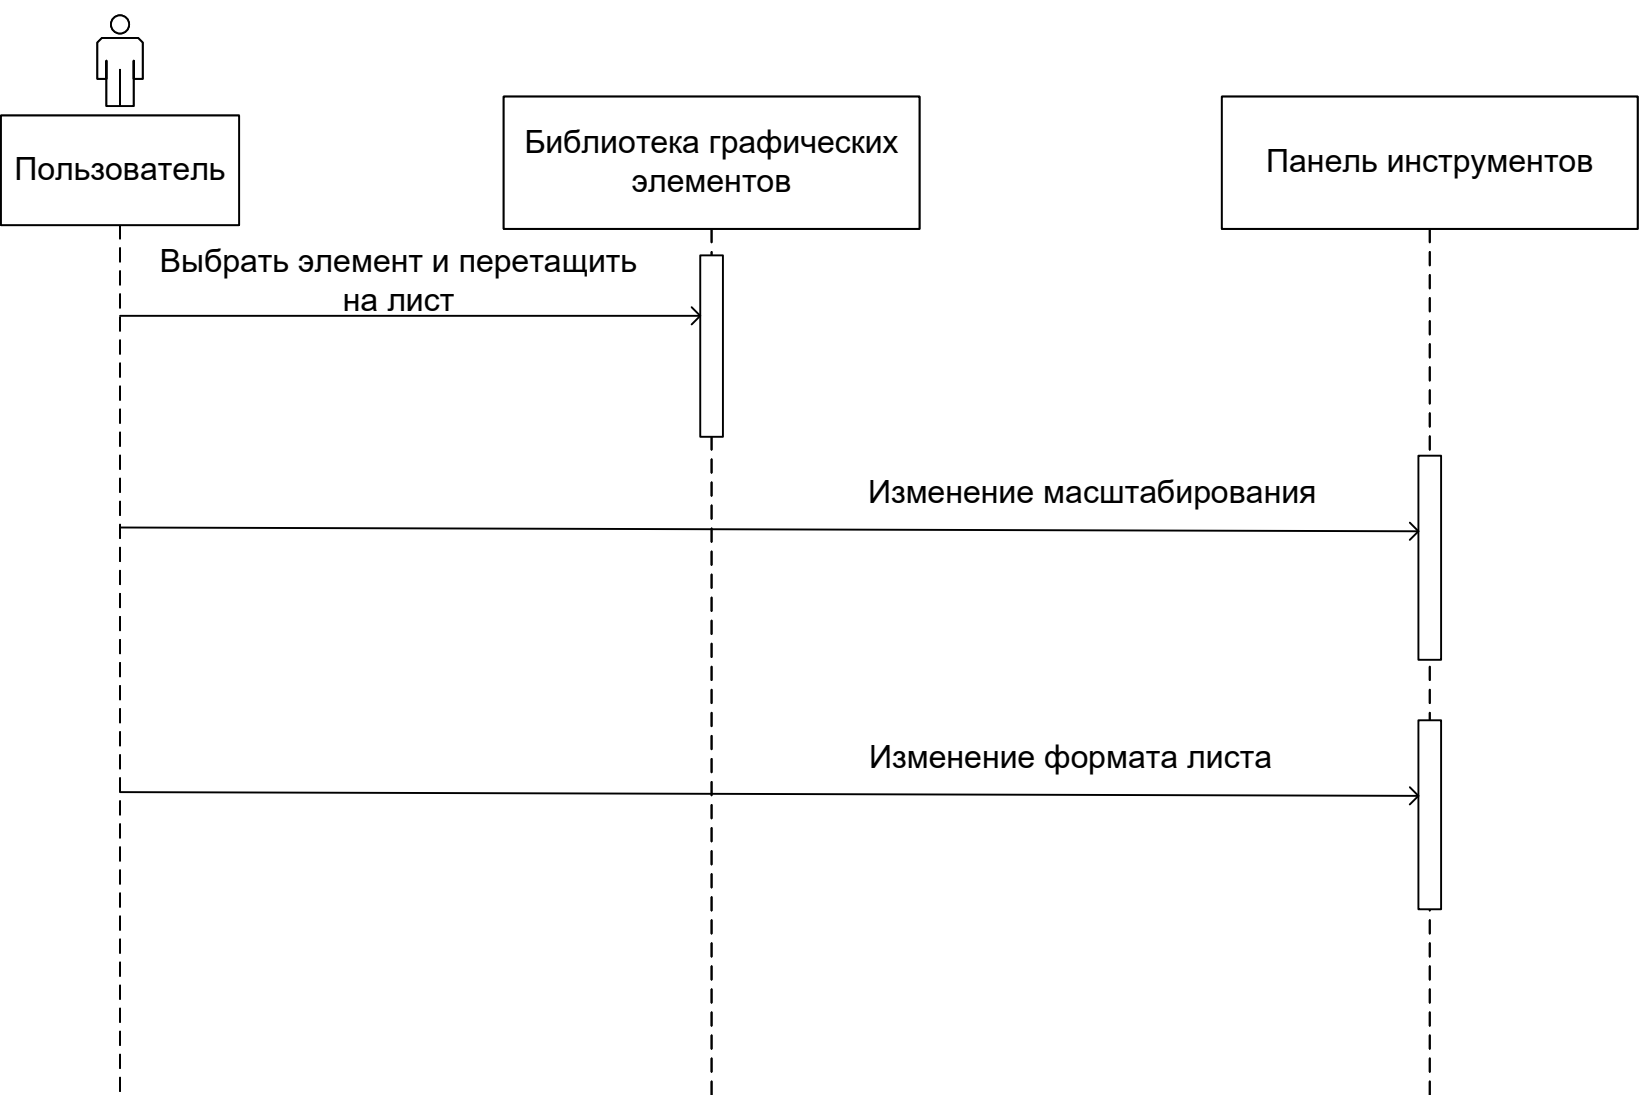 Пользователь
Библиотека графических
элементов
Панель инструментов
Выбрать элемент и перетащить
на лист
Изменение масштабирования
Изменение формата листа